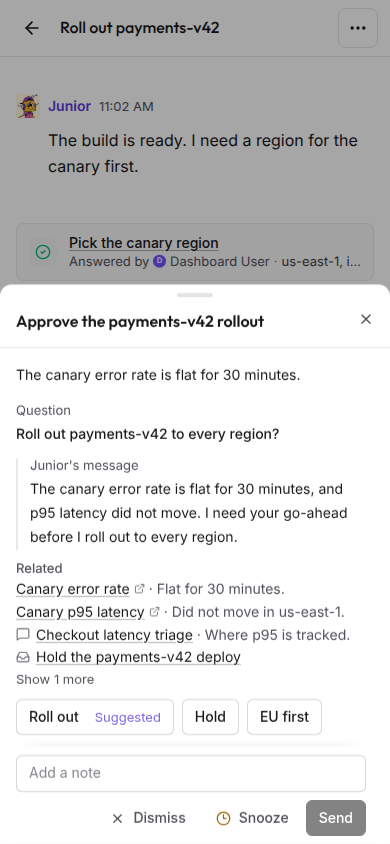 Roll out payments-v42
Junior 11:02 AM
The build is ready. I need a region for the
canary first.
Pick the canary region
Answered by D Dashboard User · us-east-1, i...
Approve the payments-v42 rollout
The canary error rate is flat for 30 minutes.
Question
Roll out payments-v42 to every region?
Junior's message
The canary error rate is flat for 30 minutes, and
p95 latency did not move. I need your go-ahead
before I roll out to every region.
Related
Canary error rate · Flat for 30 minutes.
Canary p95 latency · Did not move in us-east-1.
Checkout latency triage · Where p95 is tracked.
Hold the payments-v42 deploy
Show 1 more
Roll out Suggested Hold EU first
Add a note
Dismiss Snooze Send